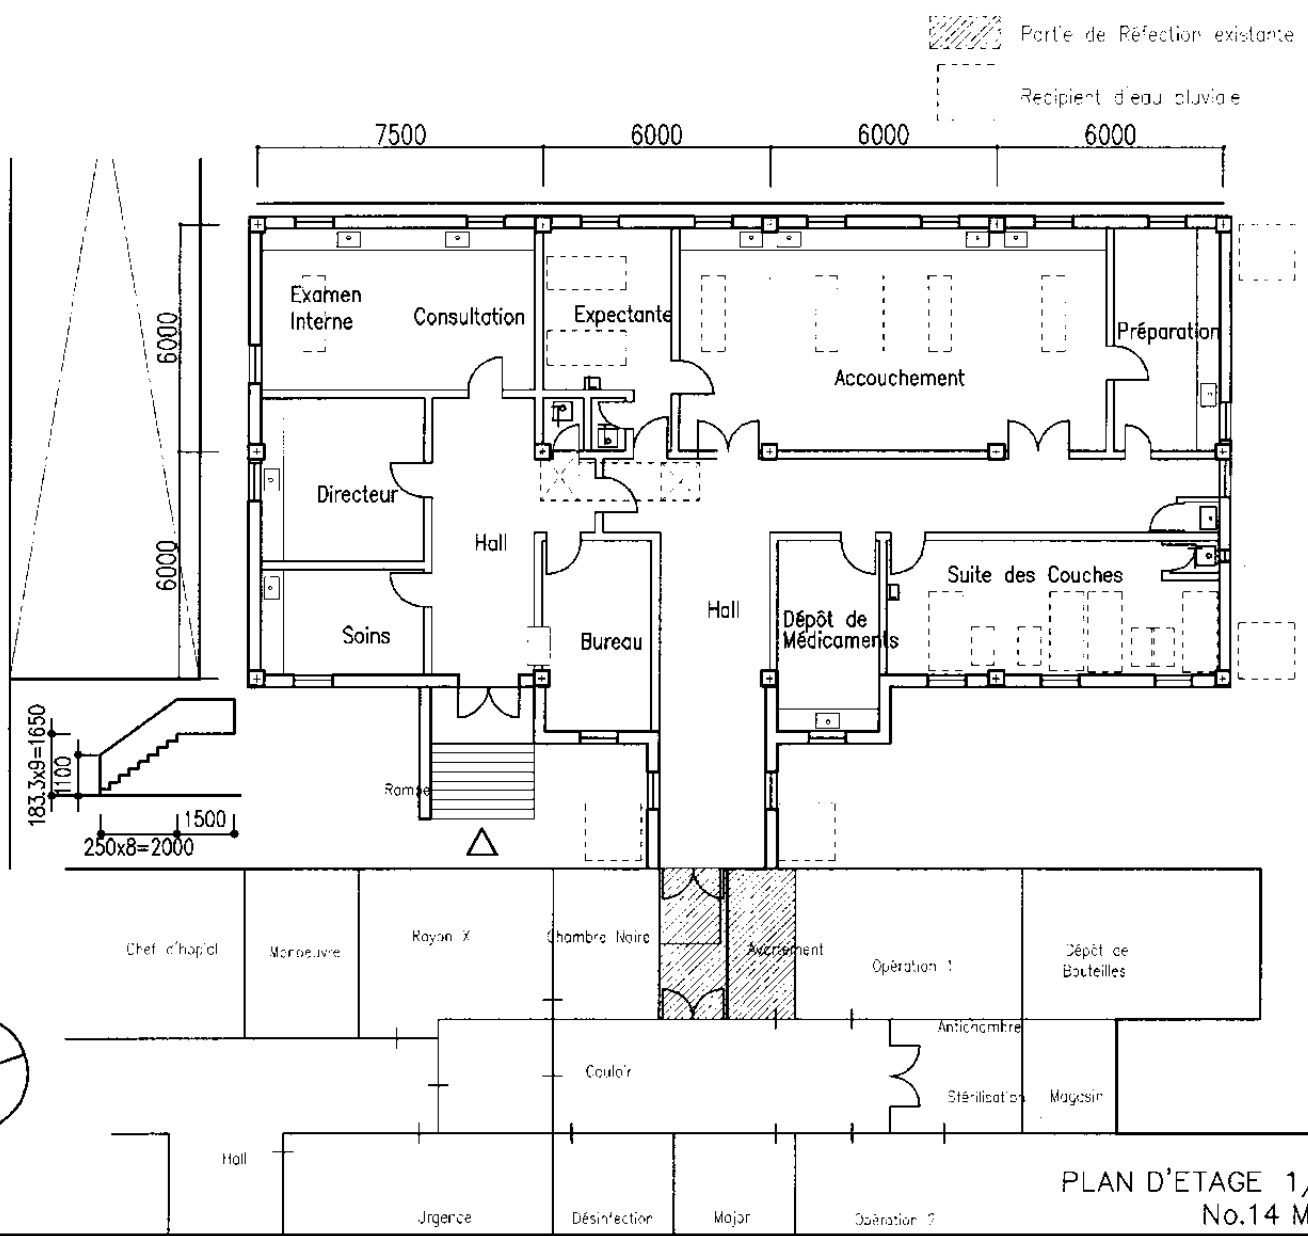 Partie de Réfection existante
Recipient d'eau pluviale
7500 6000 6000 6000
6000
6000
Examen
Interne
Consultation
Expectante
Accouchement
Préparation
Directeur
Hall
Soins
Bureau
Hall
Dépôt de
Médicaments
Suite des Couches
183.3x9=1650
1100
1500
250x8=2000
Rampe
Chef d'hopial
Manoeuvre
Rayon X
Chambre Noire
Avortement
Opération 1
Dépôt de
Bouteilles
Antichambre
Couloir
Stérilisation
Magasin
Hall
Urgence
Désinfection
Major
Opération 2
PLAN D'ETAGE 1/
No.14 M